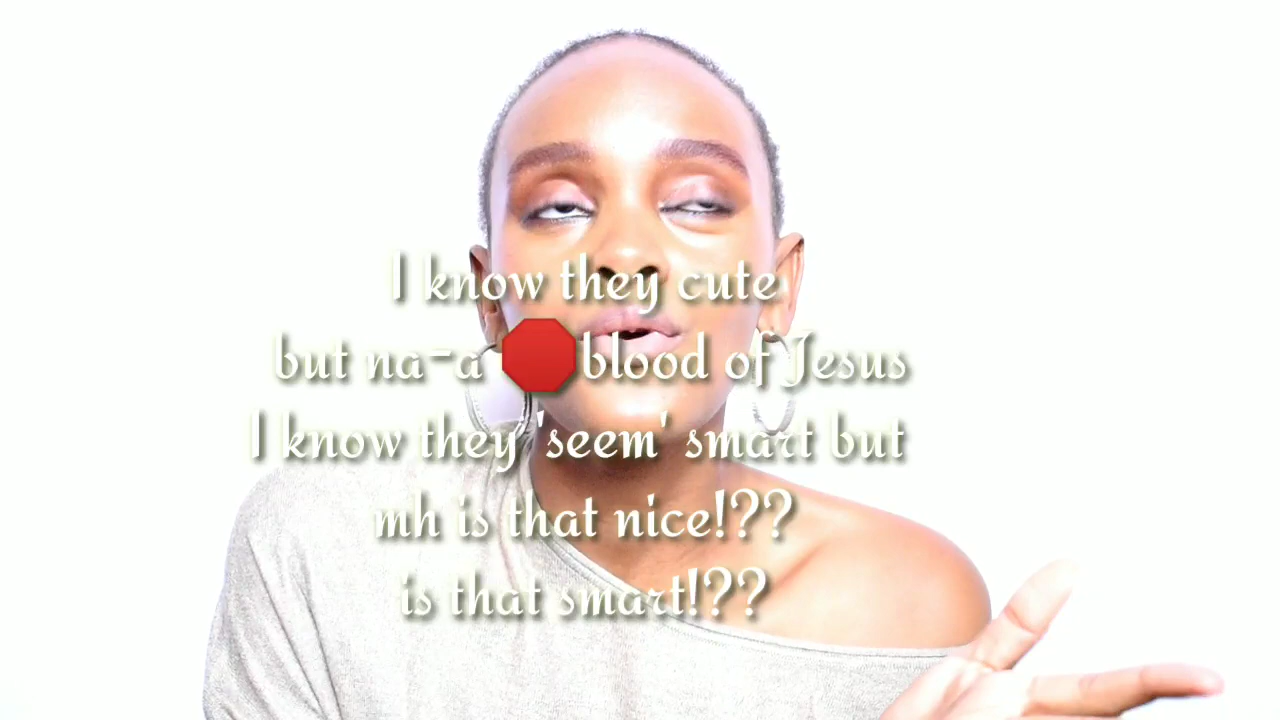 I know they cute
but na-a 🛑blood of Jesus
I know they 'seem' smart but
mh is that nice!??
is that smart!??